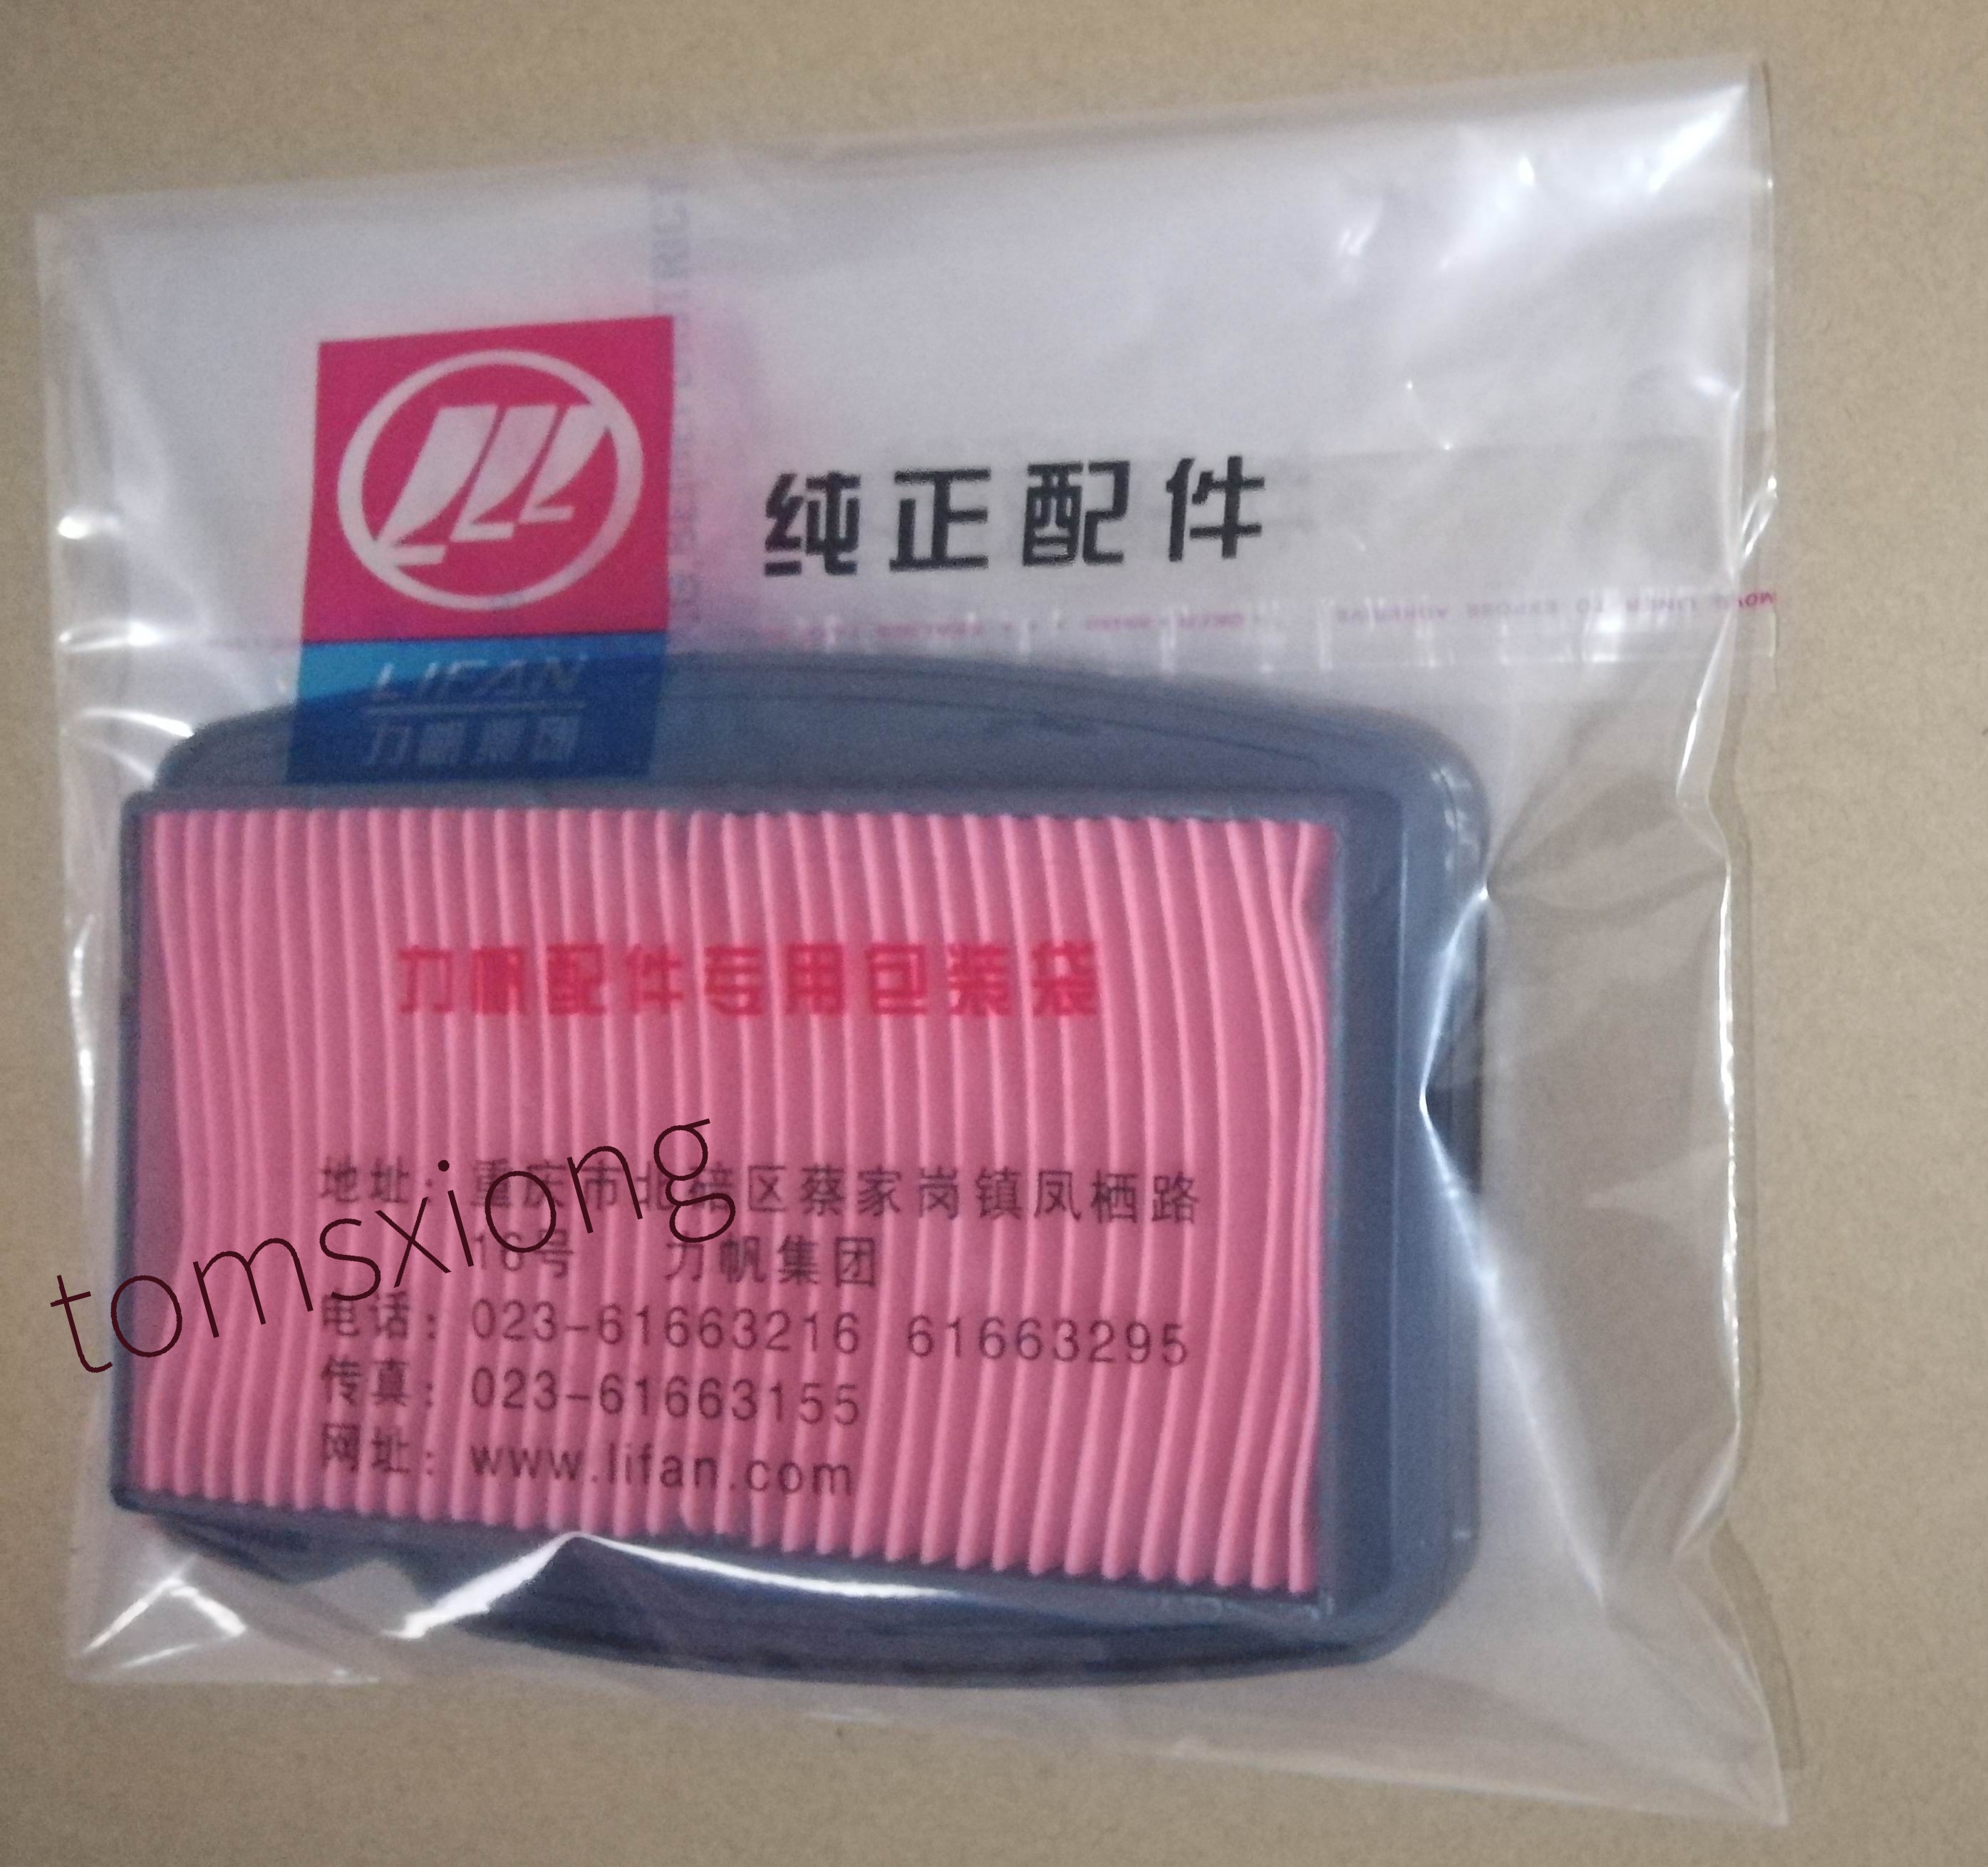 纯正配件
LIFAN
力帆集团
力帆配件专用包装袋
地址：重庆市北碚区蔡家岗镇凤栖路
16号 力帆集团
电话：023-61663216 61663295
传真：023-61663155
网址：www.lifan.com
tomsxiong